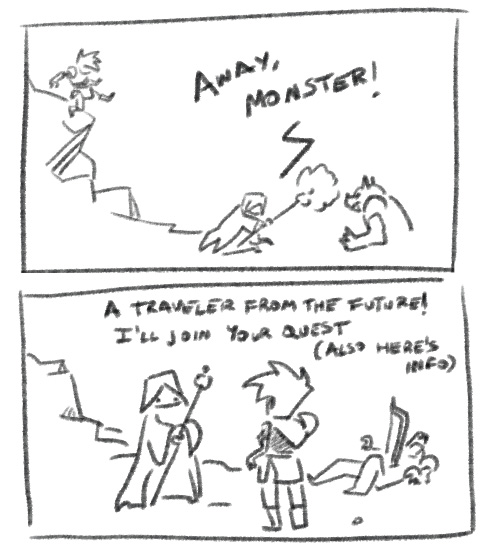 AWAY,
MONSTER!
A TRAVELER FROM THE FUTURE!
I'LL JOIN YOUR QUEST
(ALSO HERE'S
INFO)